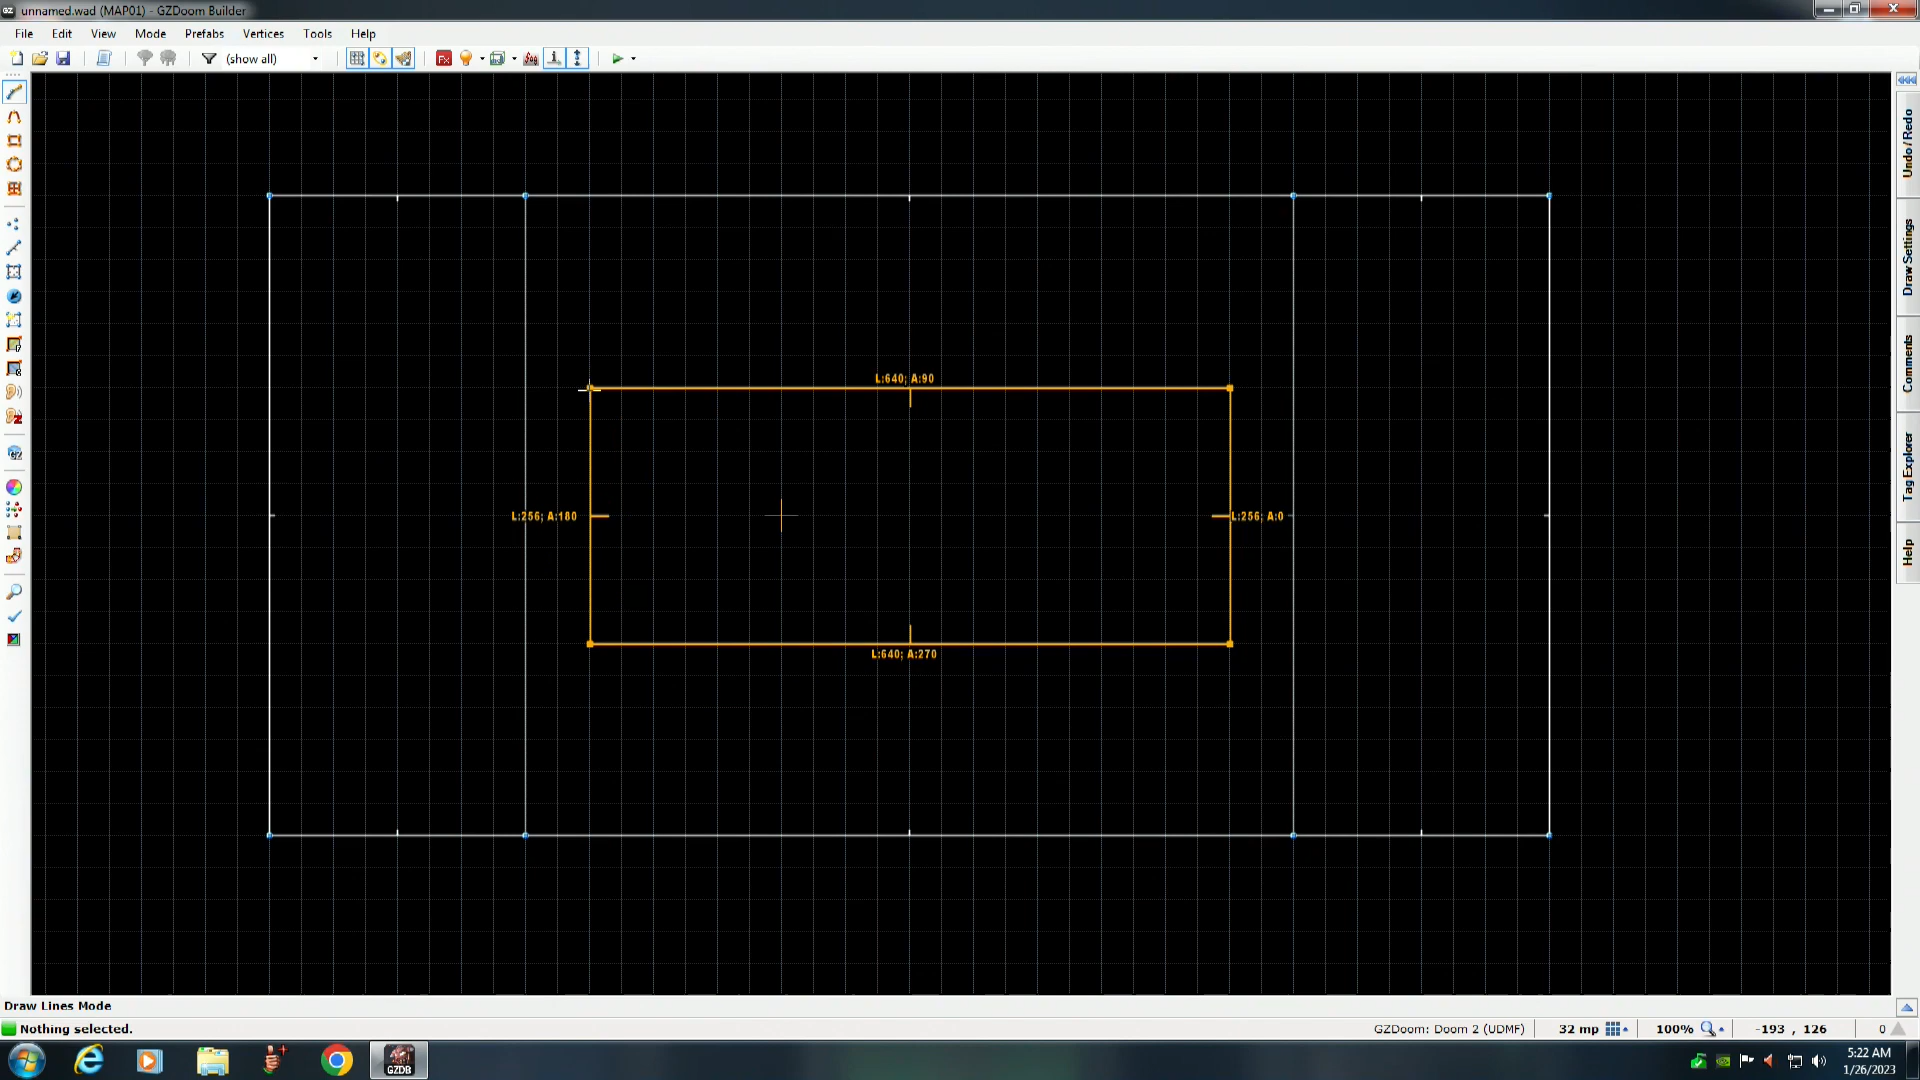 unnamed.wad (MAP01) - GZDoom Builder
File Edit View Mode Prefabs Vertices Tools Help
(show all)
Undo / Redo
Draw Settings
Comments
Tag Explorer
Help
L:640; A:90
L:256; A:180
L:256; A:0
L:640; A:270
Draw Lines Mode
Nothing selected.
GZDoom: Doom 2 (UDMF)
32 mp
100%
-193 , 126
0
GZDB
5:22 AM
1/26/2023